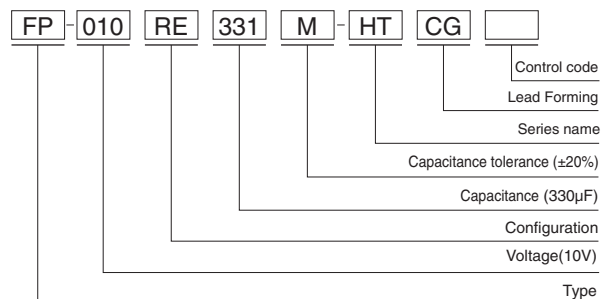 FP-010 RE 331 M-HT CG
Control code
Lead Forming
Series name
Capacitance tolerance (±20%)
Capacitance (330µF)
Configuration
Voltage(10V)
Type